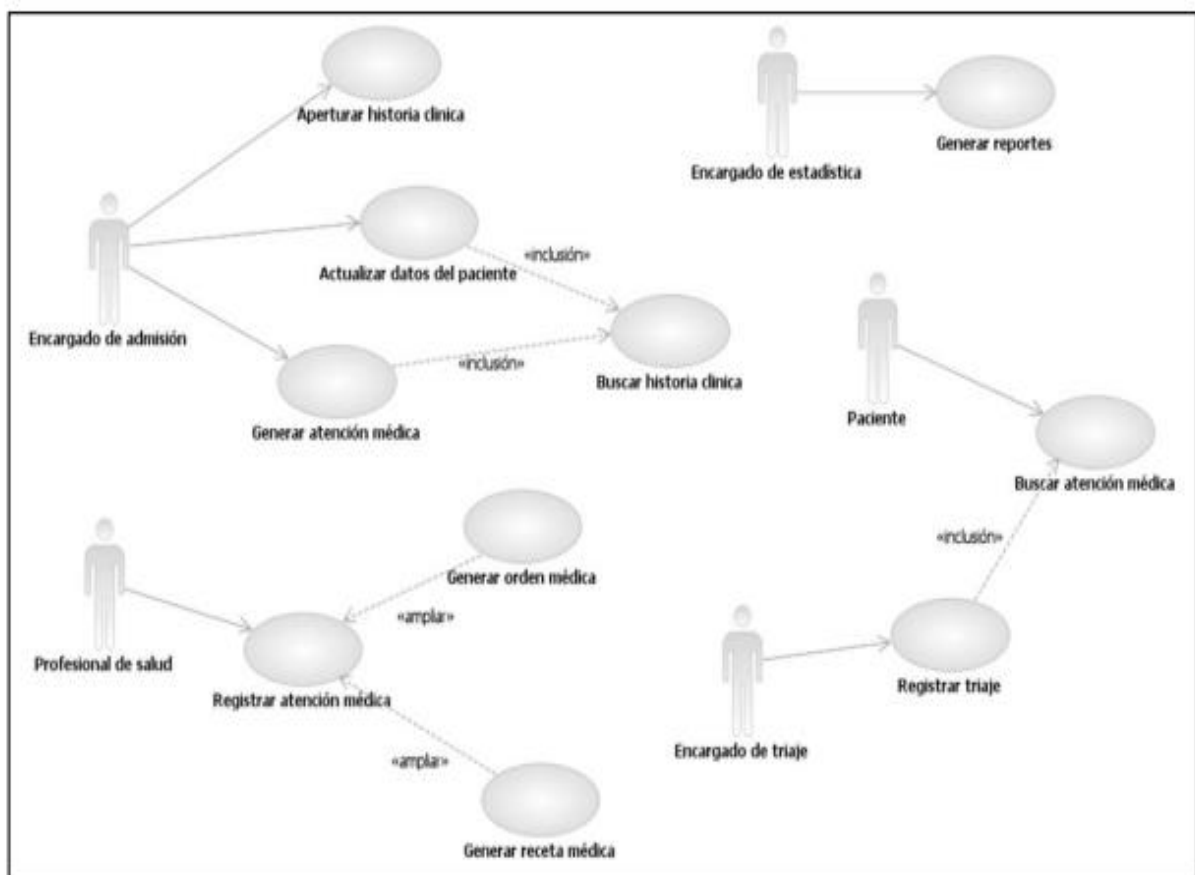 Aperturar historia clinica
Encargado de estadística
Generar reportes
Actualizar datos del paciente
«inclusión»
Encargado de admisión
«inclusión»
Buscar historia clinica
Generar atención médica
Paciente
Buscar atención médica
«inclusión»
Generar orden médica
«ampliar»
Profesional de salud
Registrar atención médica
Registrar triaje
Encargado de triaje
«ampliar»
Generar receta médica